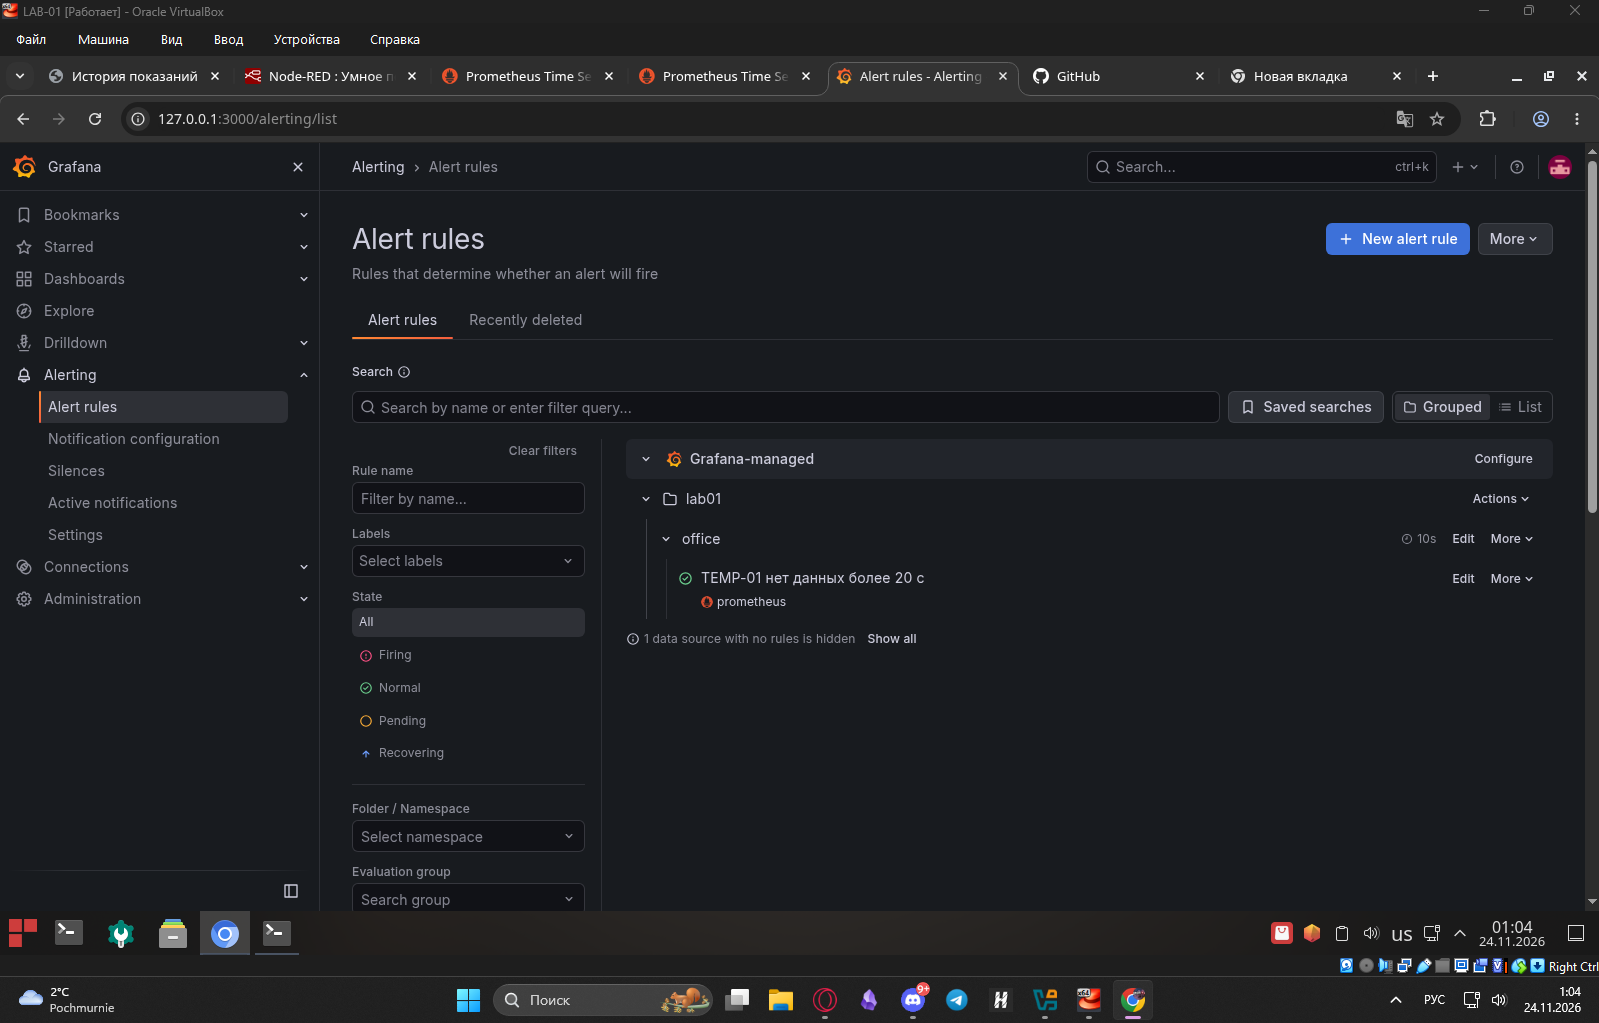 LAB-01 [Работает] - Oracle VirtualBox
Файл Машина Вид Ввод Устройства Справка
История показаний
Node-RED : Умное п
Prometheus Time Se
Prometheus Time Se
Alert rules - Alerting
GitHub
Новая вкладка
127.0.0.1:3000/alerting/list
Grafana
Alerting › Alert rules
Search...
ctrl+k
Bookmarks
Starred
Dashboards
Explore
Drilldown
Alerting
Alert rules
Notification configuration
Silences
Active notifications
Settings
Connections
Administration
Alert rules
New alert rule
More
Rules that determine whether an alert will fire
Alert rules
Recently deleted
Search
Search by name or enter filter query...
Saved searches
Grouped
List
Clear filters
Rule name
Filter by name...
Labels
Select labels
State
All
Firing
Normal
Pending
Recovering
Folder / Namespace
Select namespace
Evaluation group
Search group
Grafana-managed
Configure
lab01
Actions
office
10s
Edit
More
TEMP-01 нет данных более 20 с
Edit
More
prometheus
1 data source with no rules is hidden
Show all
us
01:04
24.11.2026
Right Ctrl
2°C
Pochmurnie
Поиск
9+
x64
РУС
1:04
24.11.2026